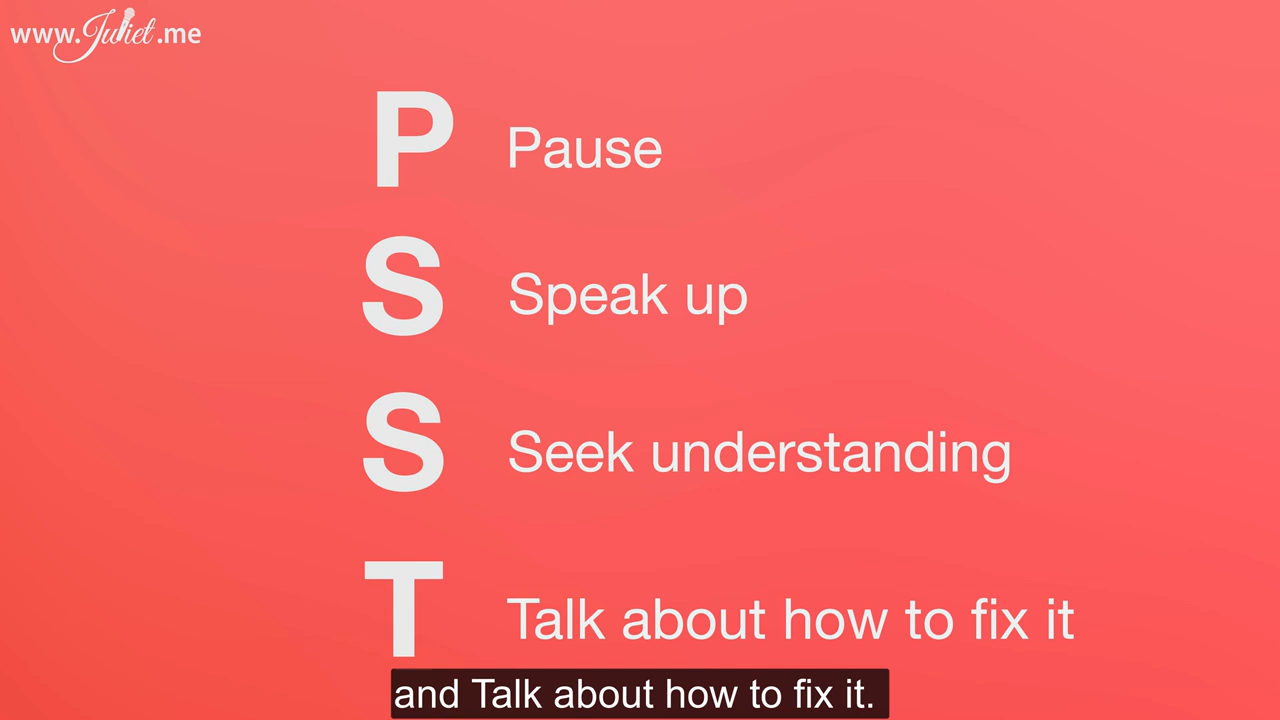 www.Juliet.me
P Pause
S Speak up
S Seek understanding
T Talk about how to fix it
and Talk about how to fix it.